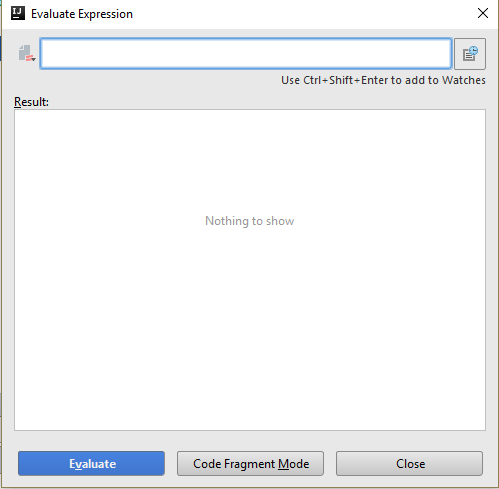 IJ Evaluate Expression
Use Ctrl+Shift+Enter to add to Watches
Result:
Nothing to show
Evaluate Code Fragment Mode Close